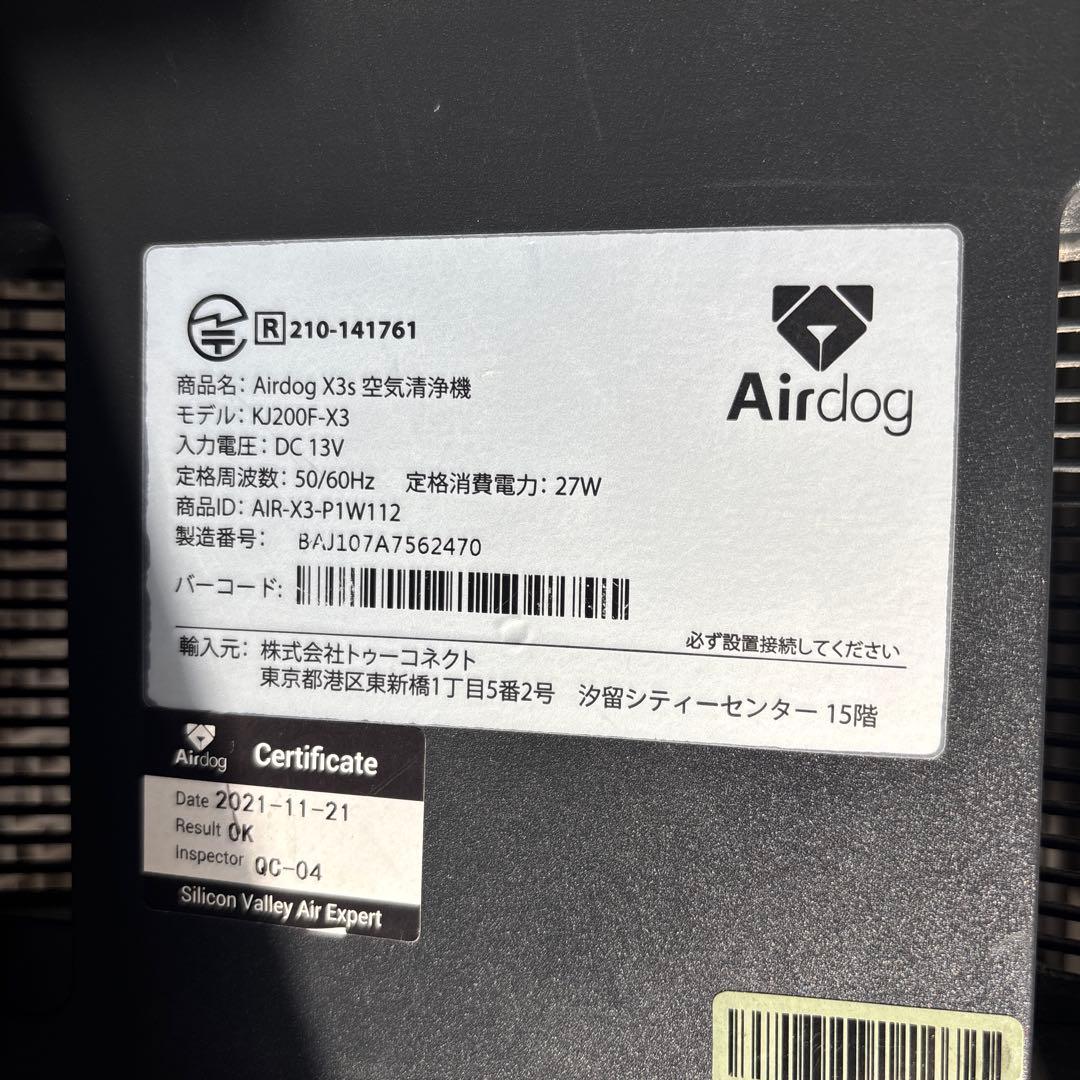 R 210-141761
Airdog
商品名: Airdog X3s 空気清浄機
モデル: KJ200F-X3
入力電圧: DC 13V
定格周波数: 50/60Hz 定格消費電力: 27W
商品ID: AIR-X3-P1W112
製造番号: BAJ107A7562470
バーコード:
必ず設置接続してください
輸入元: 株式会社トゥーコネクト
東京都港区東新橋1丁目5番2号 汐留シティーセンター 15階
Airdog Certificate
Date 2021-11-21
Result OK
Inspector QC-04
Silicon Valley Air Expert